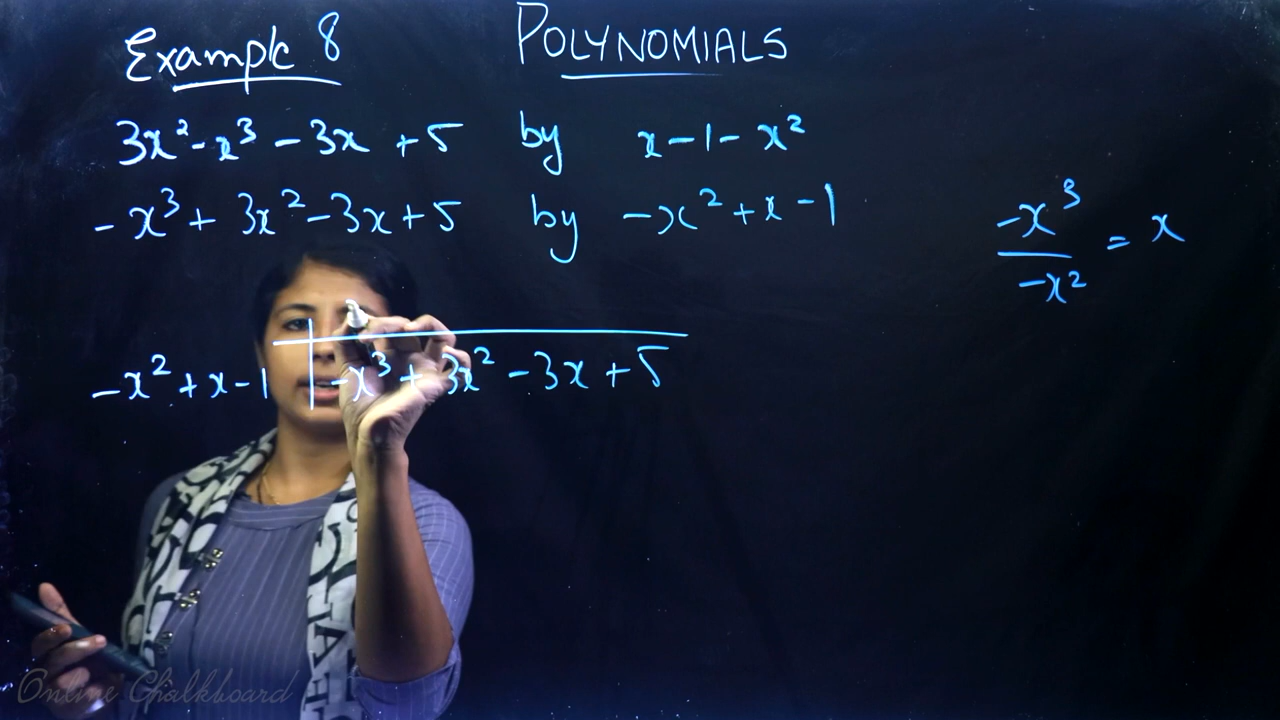 Example 8
POLYNOMIALS
3x² - x³ - 3x + 5 by x - 1 - x²
-x³ + 3x² - 3x + 5 by -x² + x - 1
-x³ / -x² = x
-x² + x - 1 | -x³ + 3x² - 3x + 5
Online Chalkboard